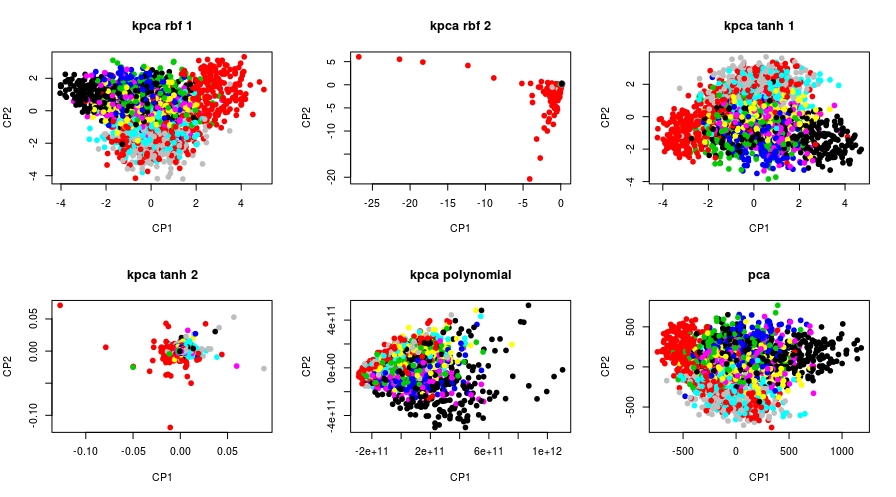 kpca rbf 1
CP2
2
0
-2
-4
-4 -2 0 2 4
CP1
kpca rbf 2
CP2
5
0
-5
-10
-20
-25 -20 -15 -10 -5 0
CP1
kpca tanh 1
CP2
2
0
-2
-4
-4 -2 0 2 4
CP1
kpca tanh 2
CP2
0.05
0.00
-0.10
-0.10 -0.05 0.00 0.05
CP1
kpca polynomial
CP2
4e+11
0e+00
-4e+11
-2e+11 2e+11 6e+11 1e+12
CP1
pca
CP2
500
0
-500
-500 0 500 1000
CP1